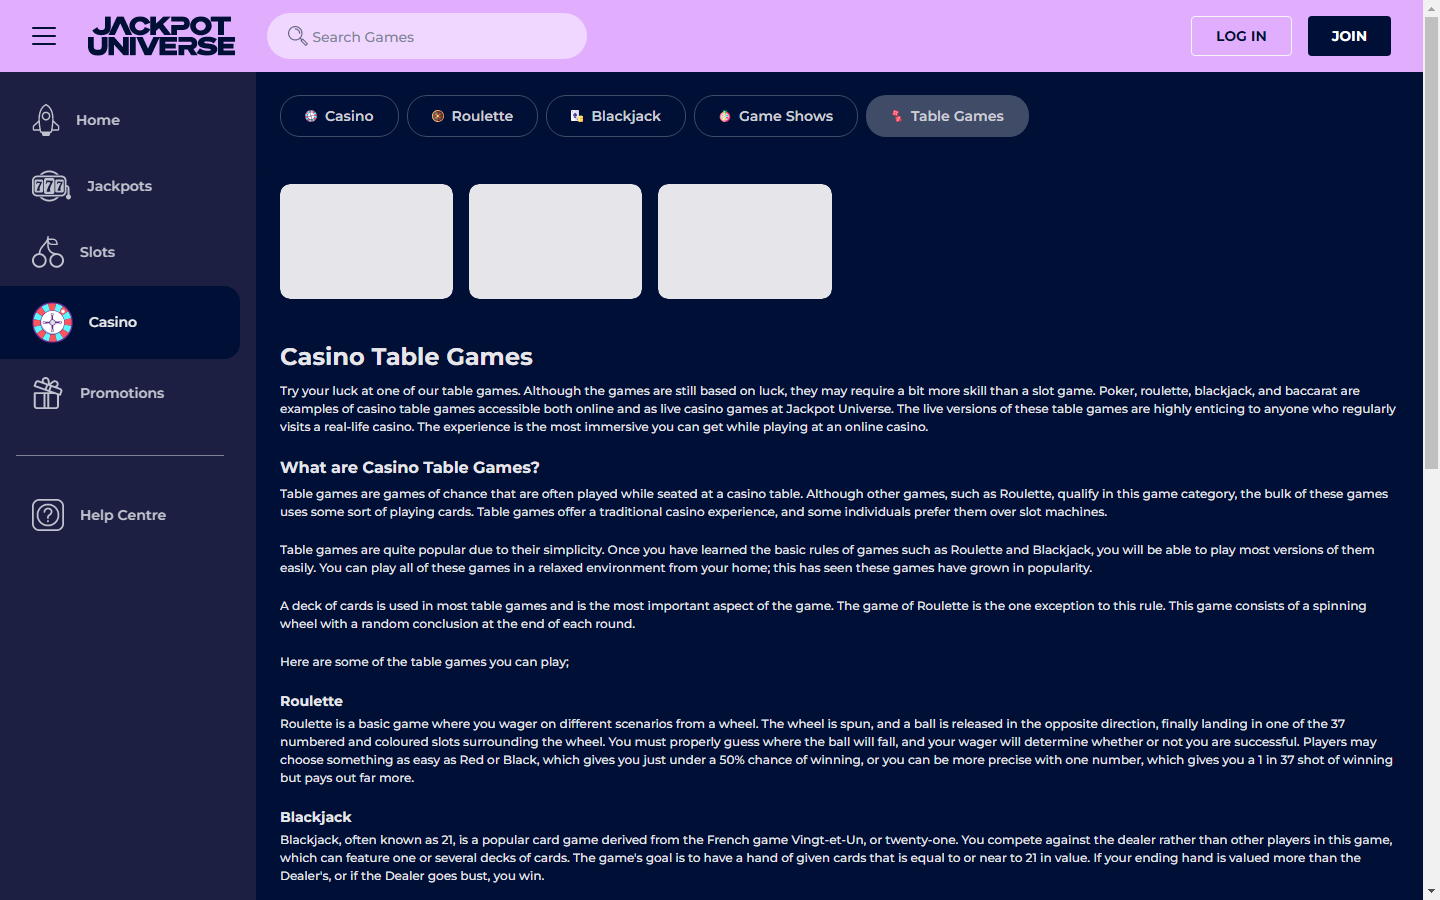 JACKPOT
UNIVERSE
Search Games
LOG IN
JOIN
Home
Jackpots
Slots
Casino
Promotions
Help Centre
Casino
Roulette
Blackjack
Game Shows
Table Games
Casino Table Games
Try your luck at one of our table games. Although the games are still based on luck, they may require a bit more skill than a slot game. Poker, roulette, blackjack, and baccarat are
examples of casino table games accessible both online and as live casino games at Jackpot Universe. The live versions of these table games are highly enticing to anyone who regularly
visits a real-life casino. The experience is the most immersive you can get while playing at an online casino.
What are Casino Table Games?
Table games are games of chance that are often played while seated at a casino table. Although other games, such as Roulette, qualify in this game category, the bulk of these games
uses some sort of playing cards. Table games offer a traditional casino experience, and some individuals prefer them over slot machines.
Table games are quite popular due to their simplicity. Once you have learned the basic rules of games such as Roulette and Blackjack, you will be able to play most versions of them
easily. You can play all of these games in a relaxed environment from your home; this has seen these games have grown in popularity.
A deck of cards is used in most table games and is the most important aspect of the game. The game of Roulette is the one exception to this rule. This game consists of a spinning
wheel with a random conclusion at the end of each round.
Here are some of the table games you can play;
Roulette
Roulette is a basic game where you wager on different scenarios from a wheel. The wheel is spun, and a ball is released in the opposite direction, finally landing in one of the 37
numbered and coloured slots surrounding the wheel. You must properly guess where the ball will fall, and your wager will determine whether or not you are successful. Players may
choose something as easy as Red or Black, which gives you just under a 50% chance of winning, or you can be more precise with one number, which gives you a 1 in 37 shot of winning
but pays out far more.
Blackjack
Blackjack, often known as 21, is a popular card game derived from the French game Vingt-et-Un, or twenty-one. You compete against the dealer rather than other players in this game,
which can feature one or several decks of cards. The game's goal is to have a hand of given cards that is equal to or near to 21 in value. If your ending hand is valued more than the
Dealer's, or if the Dealer goes bust, you win.